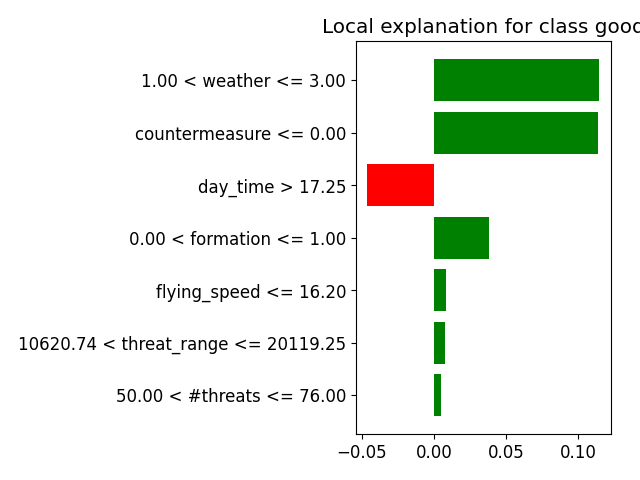 Local explanation for class good
1.00 < weather <= 3.00
countermeasure <= 0.00
day_time > 17.25
0.00 < formation <= 1.00
flying_speed <= 16.20
10620.74 < threat_range <= 20119.25
50.00 < #threats <= 76.00
−0.05 0.00 0.05 0.10